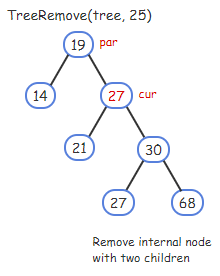 TreeRemove(tree, 25)
19 par
14 27 cur
21 30
27 68
Remove internal node
with two children